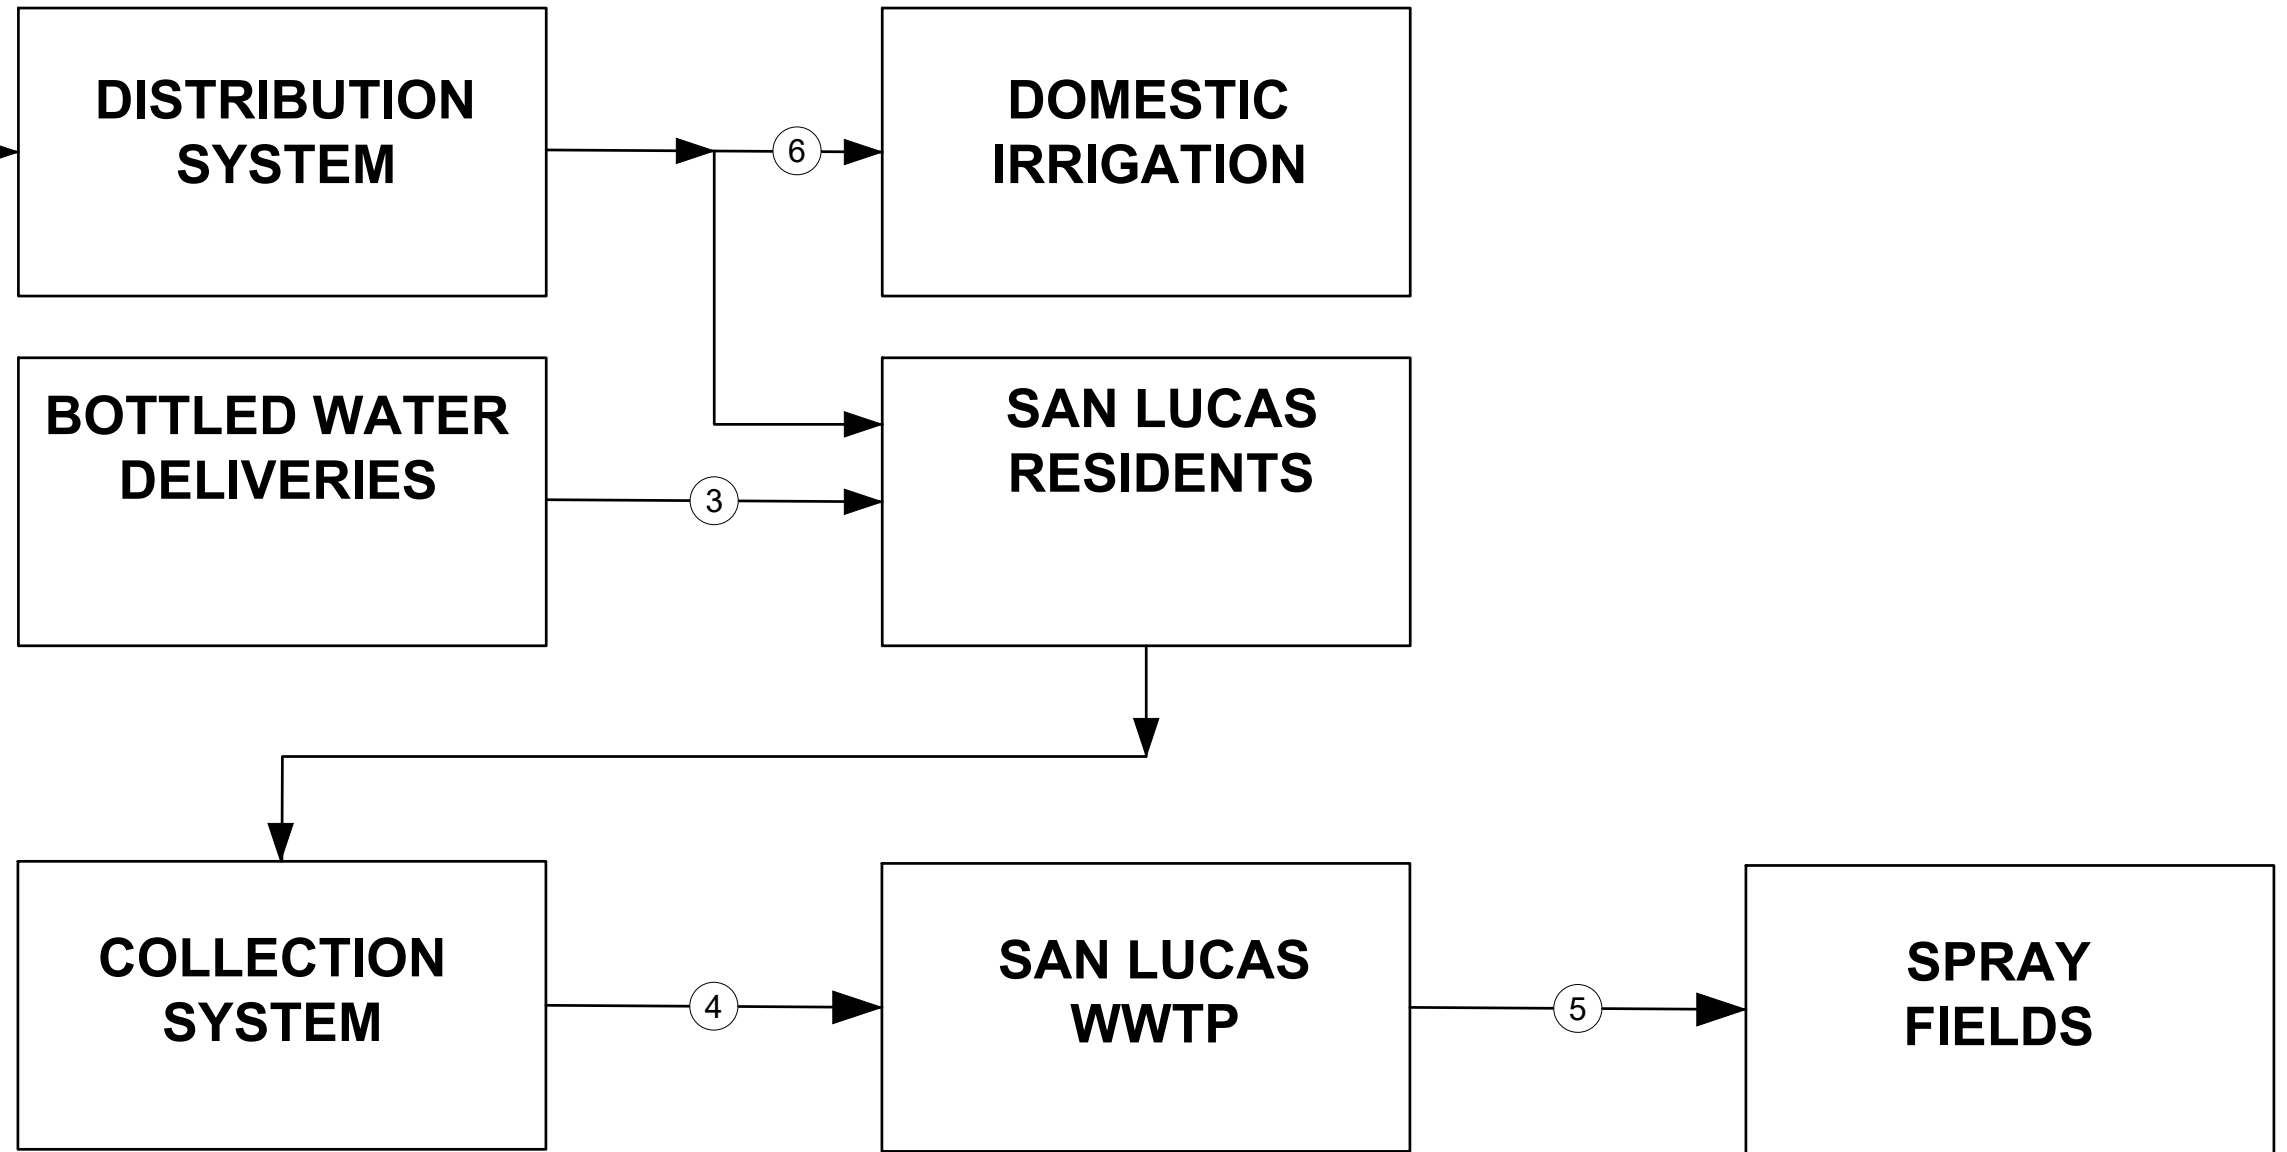 DISTRIBUTION
SYSTEM
6
DOMESTIC
IRRIGATION
BOTTLED WATER
DELIVERIES
3
SAN LUCAS
RESIDENTS
COLLECTION
SYSTEM
4
SAN LUCAS
WWTP
5
SPRAY
FIELDS